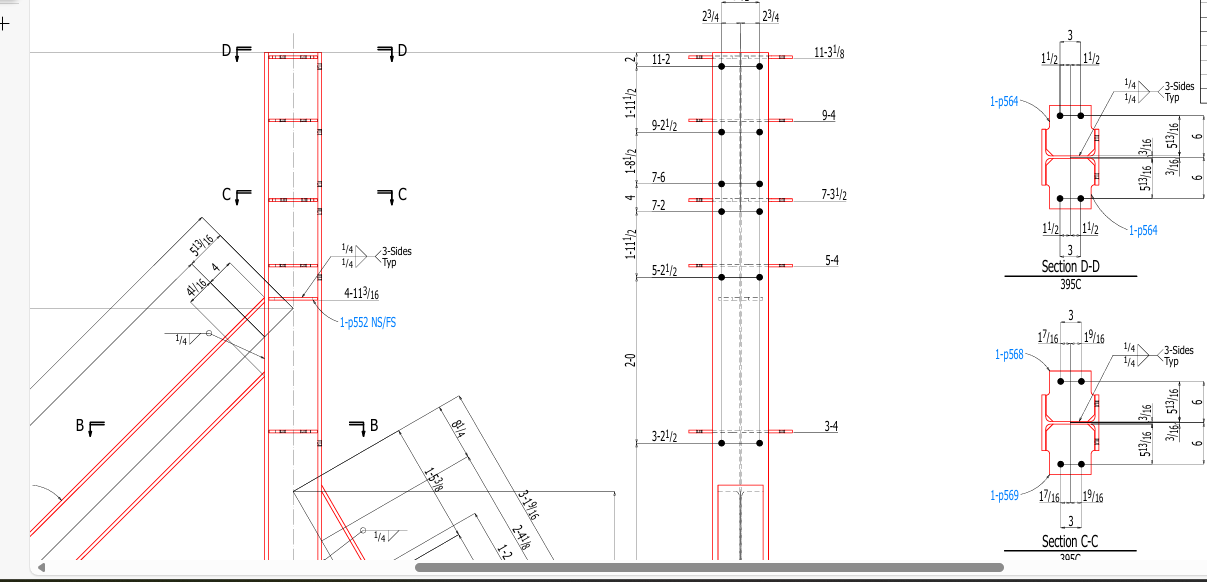 D
D
C
C
B
B
5 13/16
4
4 1/16
1/4
1/4
1/4
3-Sides
Typ
4-11 3/16
1-p552 NS/FS
8 1/4
1-5 3/8
3-1 9/16
2-4 1/8
1-2
1/4
2 3/4
2 3/4
2
11-2
11-3 1/8
1-11 1/2
9-4
9-2 1/2
1-8 1/2
7-6
4
7-3 1/2
7-2
1-11 1/2
5-4
5-2 1/2
2-0
3-4
3-2 1/2
3
1 1/2
1 1/2
1/4
1/4
3-Sides
Typ
1-p564
3/16
5 13/16
6
5 13/16
3/16
6
1-p564
1 1/2
1 1/2
3
Section D-D
395C
3
1 7/16
1 9/16
1/4
1/4
3-Sides
Typ
1-p568
3/16
5 13/16
6
5 13/16
3/16
6
1-p569
1 7/16
1 9/16
3
Section C-C
395C